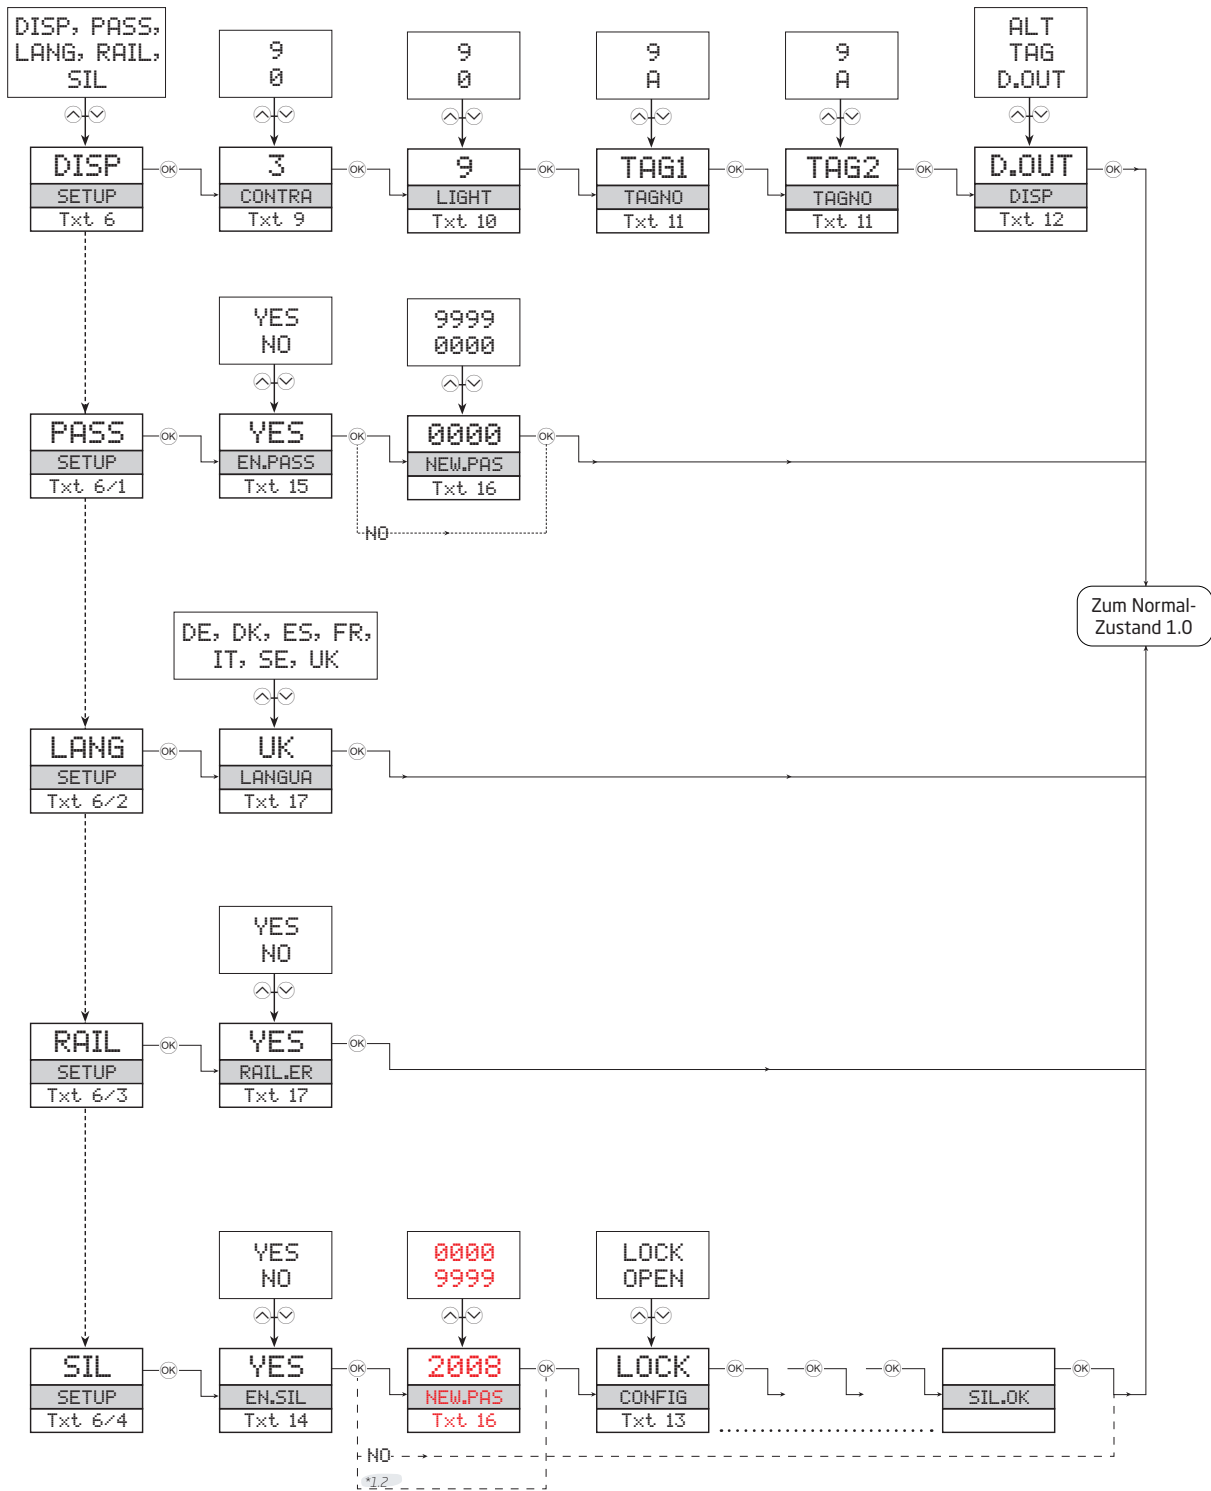 DISP, PASS,
LANG, RAIL,
SIL
9
0
9
0
9
A
9
A
ALT
TAG
D.OUT
DISP
SETUP
Txt 6
OK
3
CONTRA
Txt 9
OK
9
LIGHT
Txt 10
OK
TAG1
TAGNO
Txt 11
OK
TAG2
TAGNO
Txt 11
OK
D.OUT
DISP
Txt 12
OK
YES
NO
9999
0000
PASS
SETUP
Txt 6/1
OK
YES
EN.PASS
Txt 15
OK
0000
NEW.PAS
Txt 16
OK
NO
Zum Normal-
Zustand 1.0
DE, DK, ES, FR,
IT, SE, UK
LANG
SETUP
Txt 6/2
OK
UK
LANGUA
Txt 17
OK
YES
NO
RAIL
SETUP
Txt 6/3
OK
YES
RAIL.ER
Txt 17
OK
YES
NO
0000
9999
LOCK
OPEN
SIL
SETUP
Txt 6/4
OK
YES
EN.SIL
Txt 14
OK
2008
NEW.PAS
Txt 16
OK
LOCK
CONFIG
Txt 13
OK
OK
OK
SIL.OK
OK
NO
*1.2